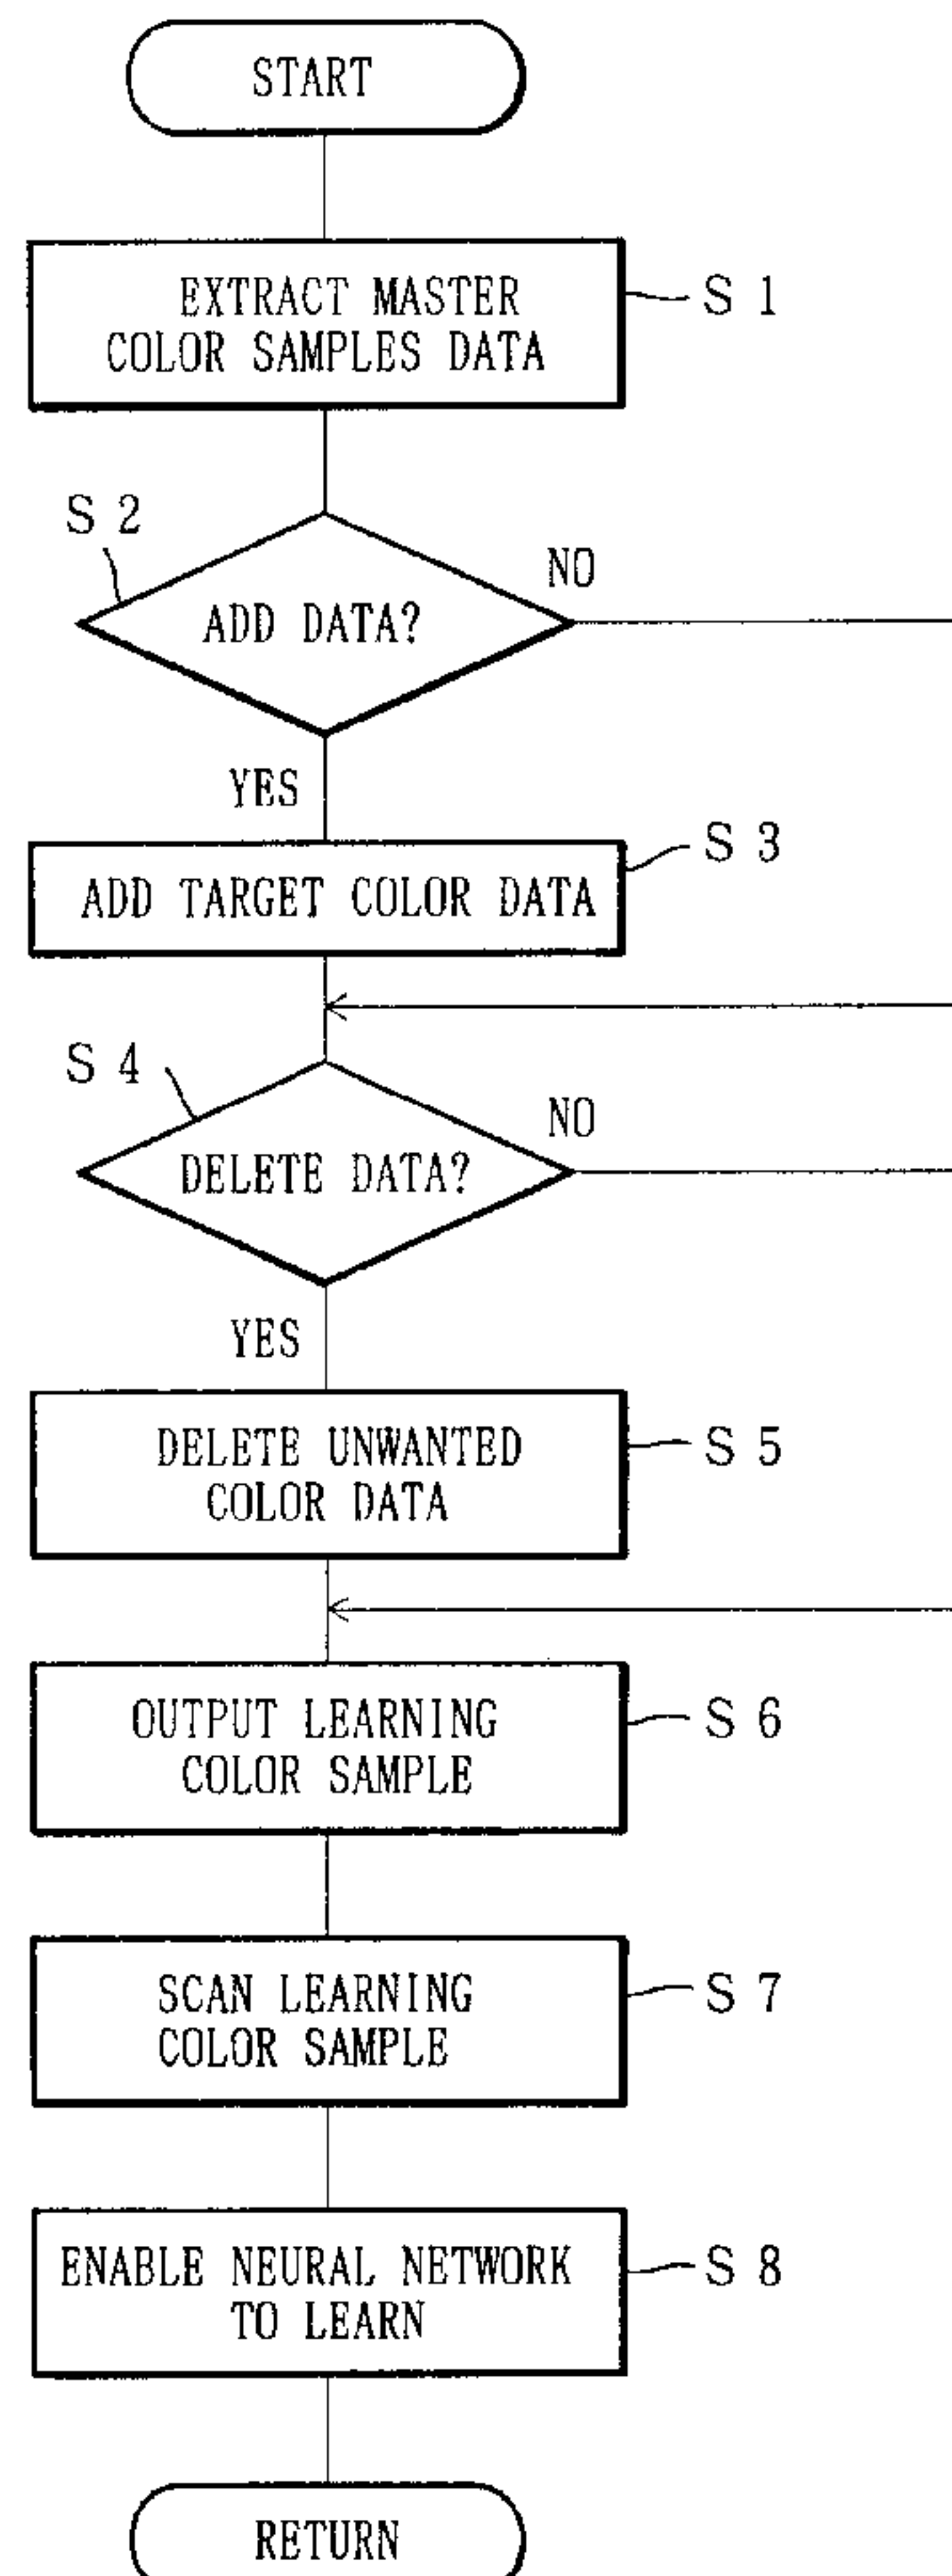 START
EXTRACT MASTER
COLOR SAMPLES DATA
S 1
S 2
ADD DATA?
NO
YES
ADD TARGET COLOR DATA
S 3
S 4
DELETE DATA?
NO
YES
DELETE UNWANTED
COLOR DATA
S 5
OUTPUT LEARNING
COLOR SAMPLE
S 6
SCAN LEARNING
COLOR SAMPLE
S 7
ENABLE NEURAL NETWORK
TO LEARN
S 8
RETURN